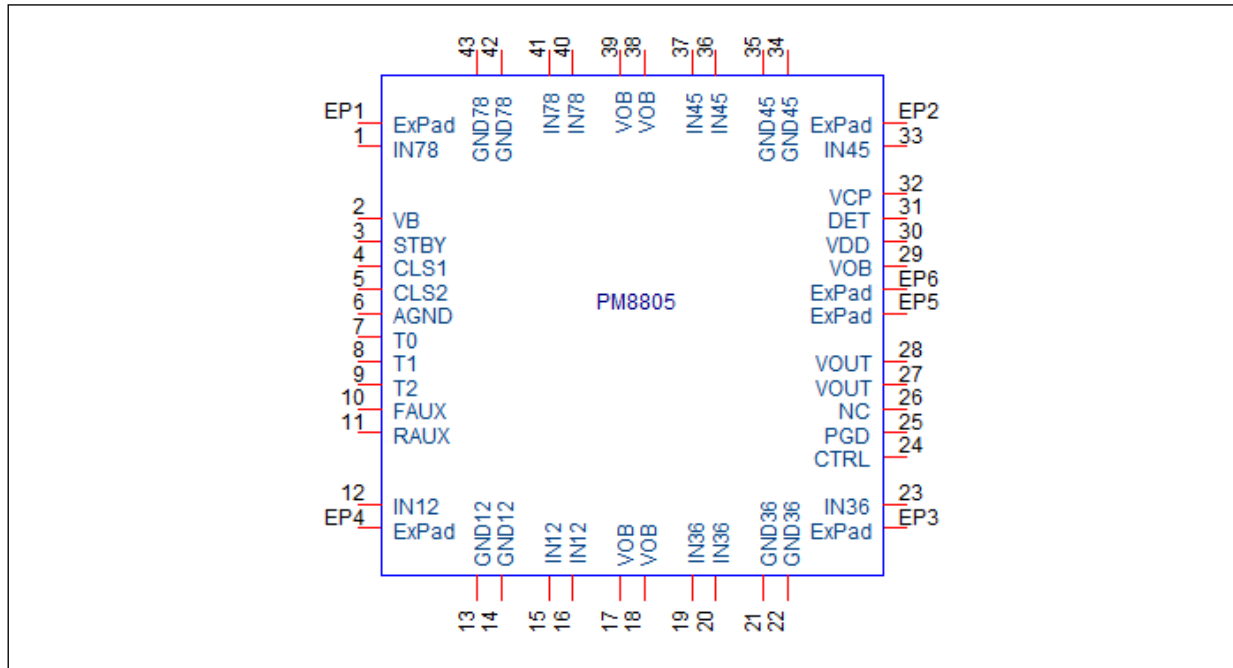 43 42 41 40 39 38 37 36 35 34
GND78 GND78 IN78 IN78 VOB VOB IN45 IN45 GND45 GND45
EP1 ExPad ExPad EP2
1 IN78 IN45 33
VCP 32
2 VB DET 31
3 STBY VDD 30
4 CLS1 VOB 29
5 CLS2 ExPad EP6
6 AGND ExPad EP5
PM8805
7 T0
8 T1 VOUT 28
9 T2 VOUT 27
10 FAUX NC 26
11 RAUX PGD 25
CTRL 24
12 IN12 IN36 23
EP4 ExPad ExPad EP3
GND12 GND12 IN12 IN12 VOB VOB IN36 IN36 GND36 GND36
13 14 15 16 17 18 19 20 21 22